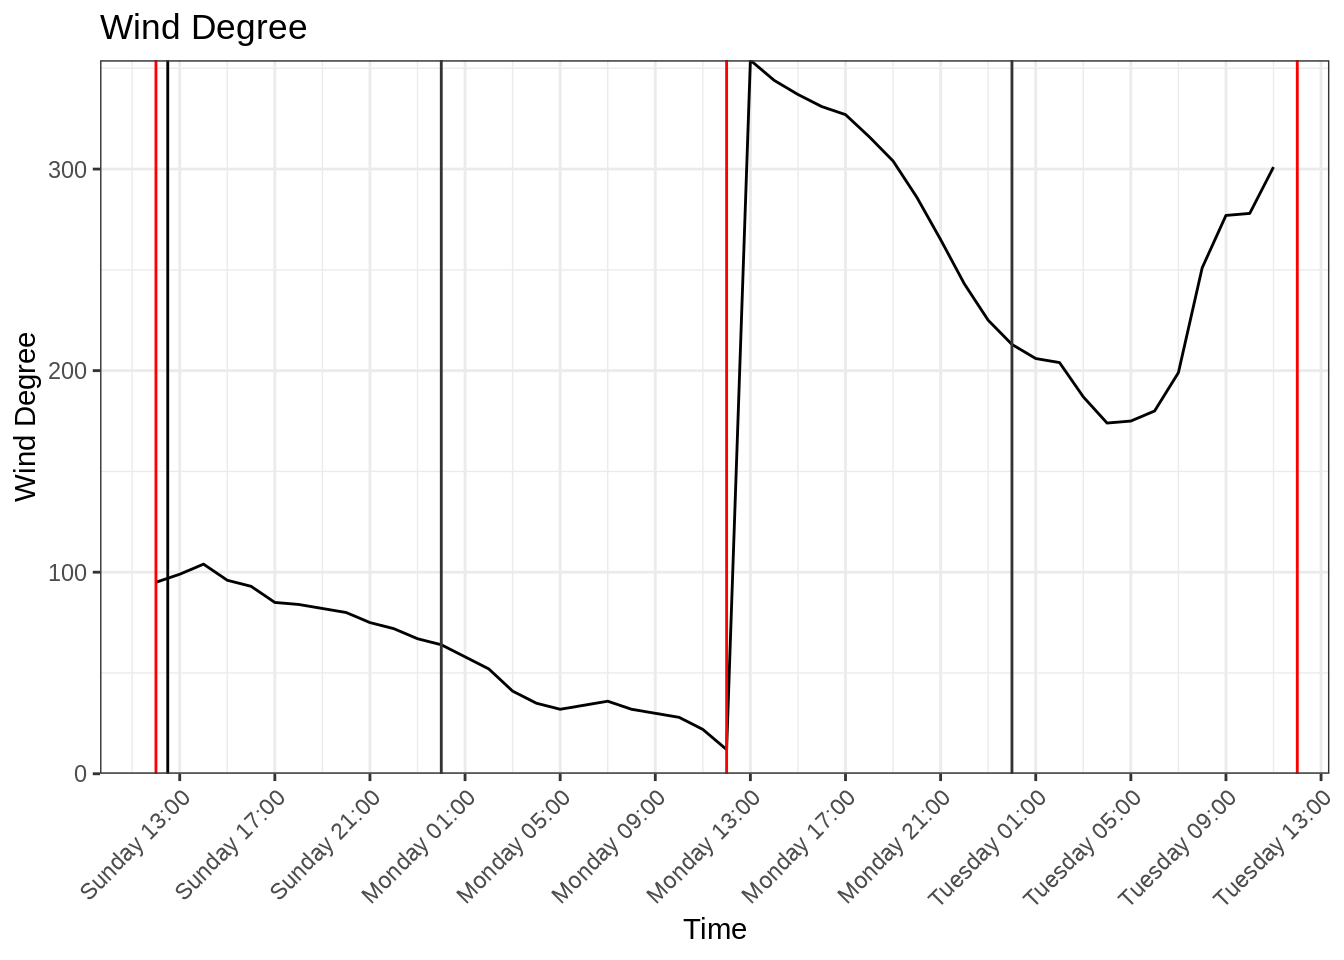 Wind Degree
Wind Degree
300
200
100
0
Sunday 13:00
Sunday 17:00
Sunday 21:00
Monday 01:00
Monday 05:00
Monday 09:00
Monday 13:00
Monday 17:00
Monday 21:00
Tuesday 01:00
Tuesday 05:00
Tuesday 09:00
Tuesday 13:00
Time